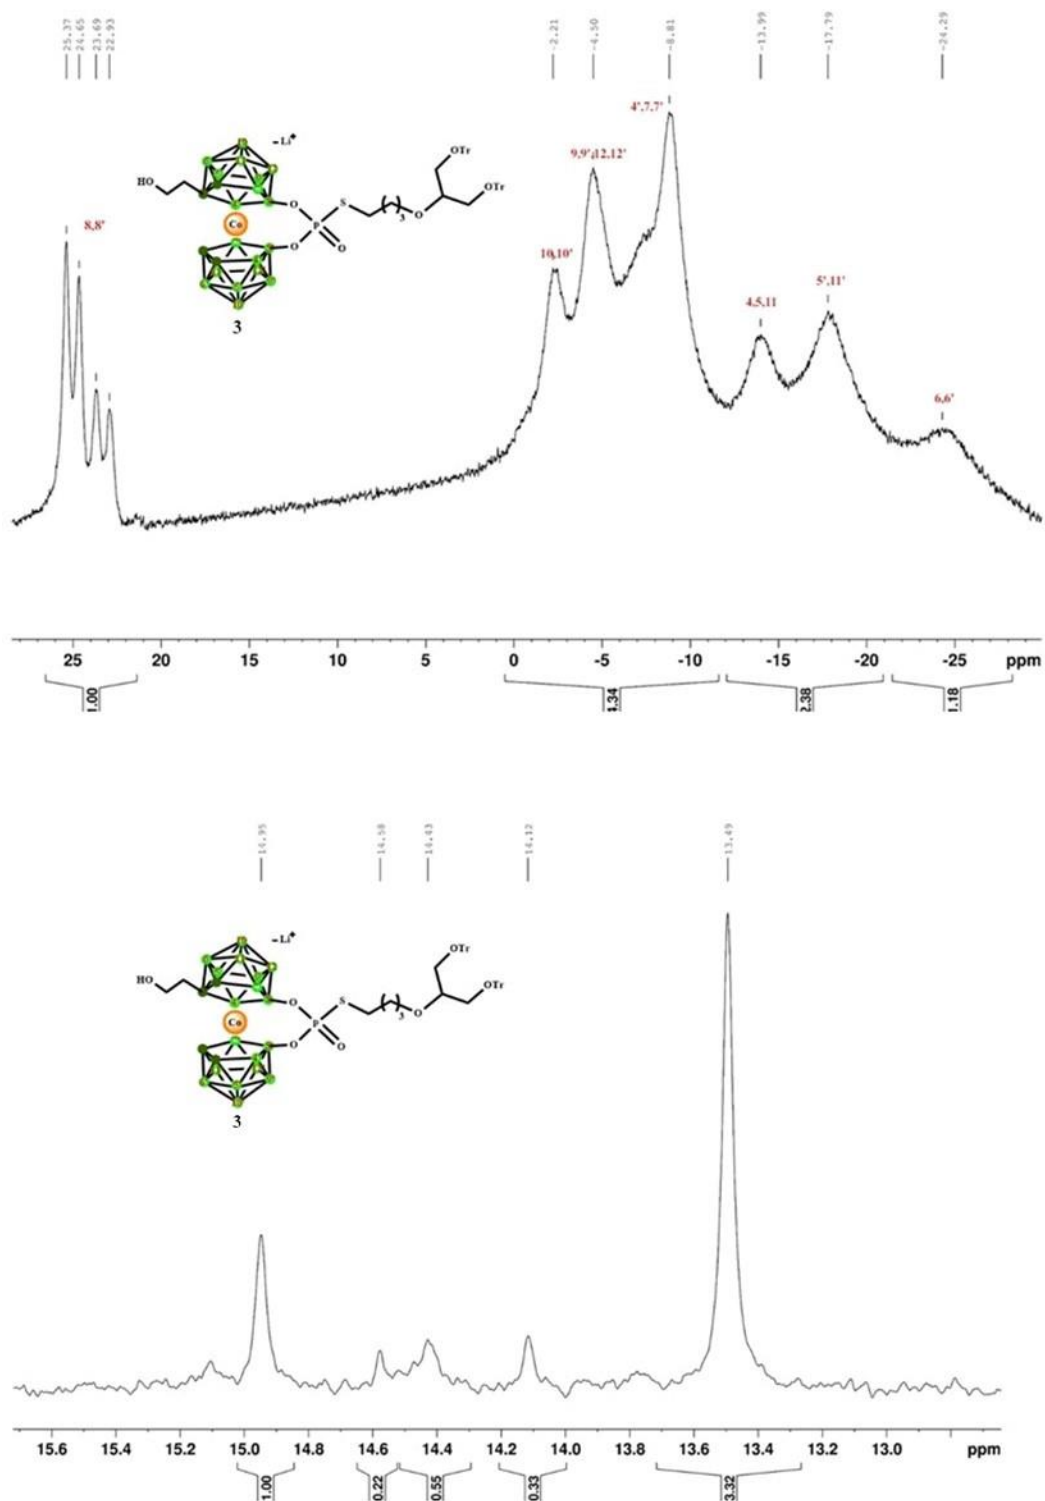 25.37 24.65 23.69 22.93 -2.21 -4.50 -8.81 -13.99 -17.79 -24.29
4',7,7'
-Li+
OTr
9,9',12,12'
HO
OTr
S
O
8,8'
Co
P
3
O
O
O
10,10'
5',11'
4,5,11
3
6,6'
25 20 15 10 5 0 -5 -10 -15 -20 -25 ppm
1.00 2.38 1.18
14.95 14.58 14.43 14.12 13.49
-Li+
OTr
HO
OTr
S
O
Co
P
3
O
O
O
3
15.6 15.4 15.2 15.0 14.8 14.6 14.4 14.2 14.0 13.8 13.6 13.4 13.2 13.0 ppm
1.00 0.22 0.55 0.33 3.32